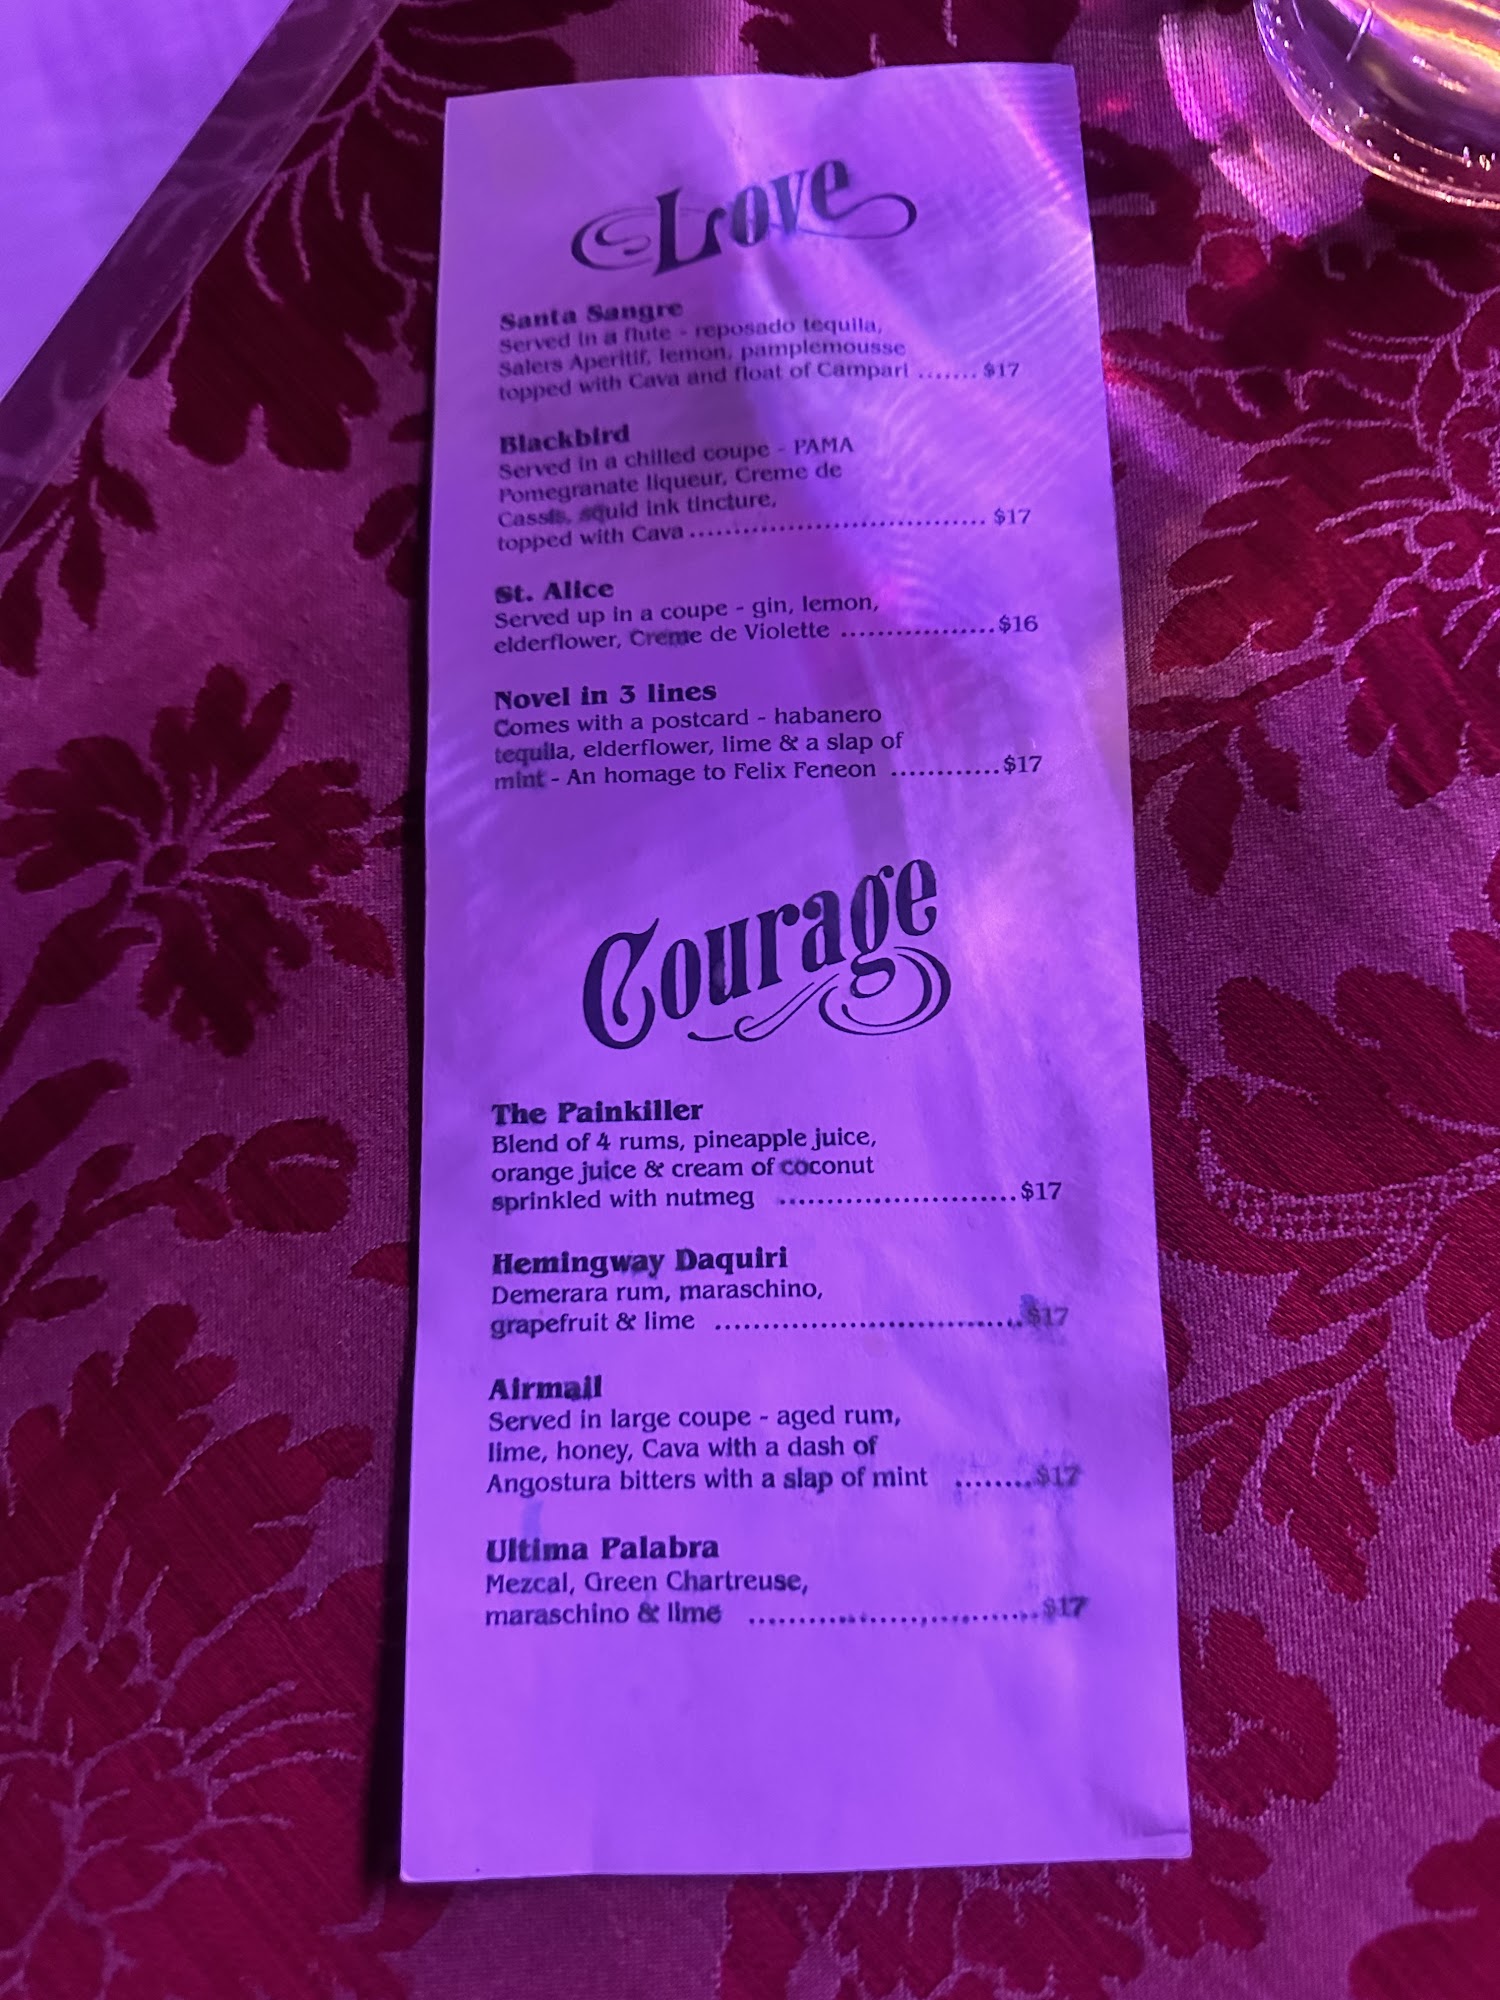 Love
Santa Sangre
Served in a flute - reposado tequila,
Salers Aperitif, lemon, pamplemousse
topped with Cava and float of Campari ....... $17
Blackbird
Served in a chilled coupe - PAMA
Pomegranate liqueur, Creme de
Cassis, squid ink tincture,
topped with Cava ............................... $17
St. Alice
Served up in a coupe - gin, lemon,
elderflower, Creme de Violette .................$16
Novel in 3 lines
Comes with a postcard - habanero
tequila, elderflower, lime & a slap of
mint - An homage to Felix Feneon ............$17
Courage
The Painkiller
Blend of 4 rums, pineapple juice,
orange juice & cream of coconut
sprinkled with nutmeg .........................$17
Hemingway Daquiri
Demerara rum, maraschino,
grapefruit & lime ................................$17
Airmail
Served in large coupe - aged rum,
lime, honey, Cava with a dash of
Angostura bitters with a slap of mint ........$17
Ultima Palabra
Mezcal, Green Chartreuse,
maraschino & lime ..............................$17